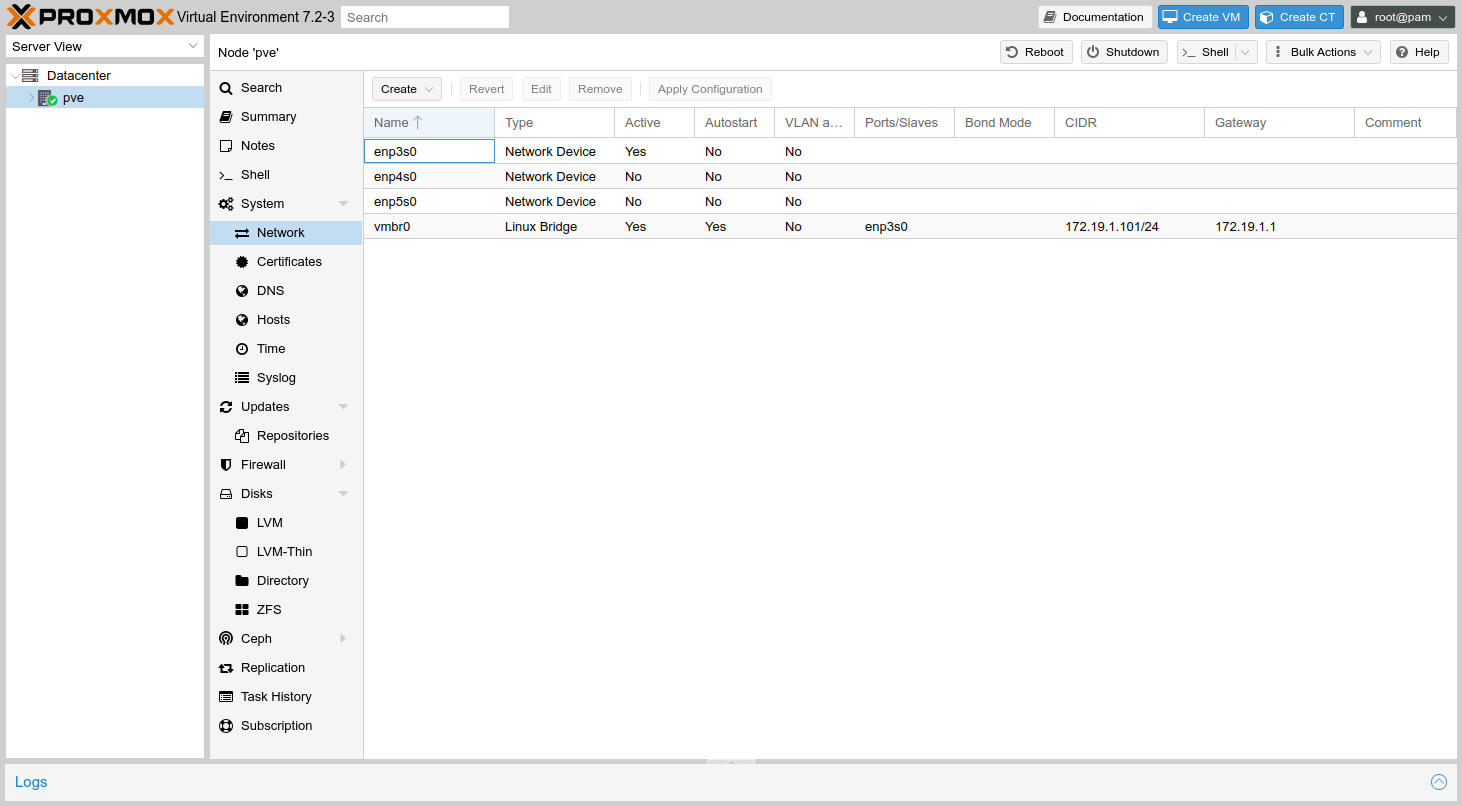 PROXMOX Virtual Environment 7.2-3 Search Documentation Create VM Create CT root@pam
Server View
Datacenter
pve
Node 'pve' Reboot Shutdown Shell Bulk Actions Help
Search
Summary
Notes
Shell
System
Network
Certificates
DNS
Hosts
Time
Syslog
Updates
Repositories
Firewall
Disks
LVM
LVM-Thin
Directory
ZFS
Ceph
Replication
Task History
Subscription
Create Revert Edit Remove Apply Configuration
Name Type Active Autostart VLAN a... Ports/Slaves Bond Mode CIDR Gateway Comment
enp3s0 Network Device Yes No No
enp4s0 Network Device No No No
enp5s0 Network Device No No No
vmbr0 Linux Bridge Yes Yes No enp3s0 172.19.1.101/24 172.19.1.1
Logs